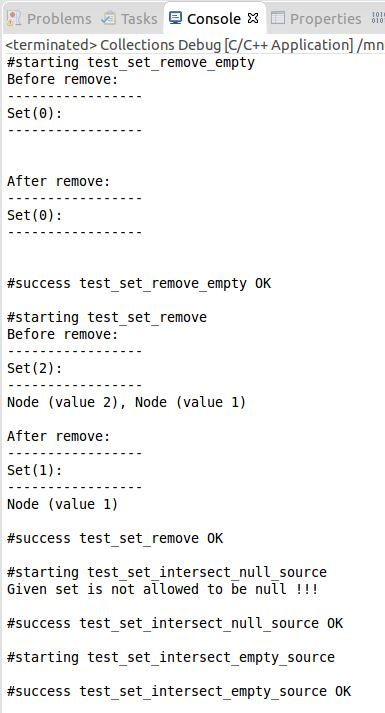 Problems Tasks Console Properties
<terminated> Collections Debug [C/C++ Application] /mn
#starting test_set_remove_empty
Before remove:
-----------------
Set(0):
-----------------
After remove:
-----------------
Set(0):
-----------------
#success test_set_remove_empty OK
#starting test_set_remove
Before remove:
-----------------
Set(2):
-----------------
Node (value 2), Node (value 1)
After remove:
-----------------
Set(1):
-----------------
Node (value 1)
#success test_set_remove OK
#starting test_set_intersect_null_source
Given set is not allowed to be null !!!
#success test_set_intersect_null_source OK
#starting test_set_intersect_empty_source
#success test_set_intersect_empty_source OK